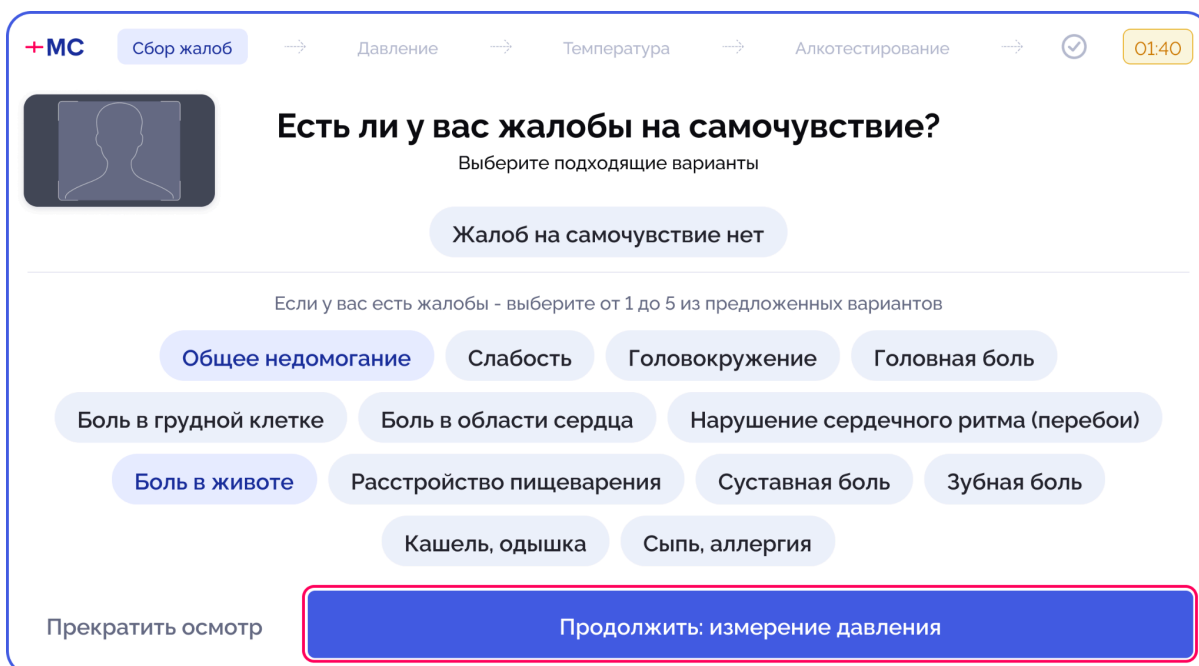 +МС Сбор жалоб Давление Температура Алкотестирование 01:40
Есть ли у вас жалобы на самочувствие?
Выберите подходящие варианты
Жалоб на самочувствие нет
Если у вас есть жалобы - выберите от 1 до 5 из предложенных вариантов
Общее недомогание Слабость Головокружение Головная боль
Боль в грудной клетке Боль в области сердца Нарушение сердечного ритма (перебои)
Боль в животе Расстройство пищеварения Суставная боль Зубная боль
Кашель, одышка Сыпь, аллергия
Прекратить осмотр Продолжить: измерение давления